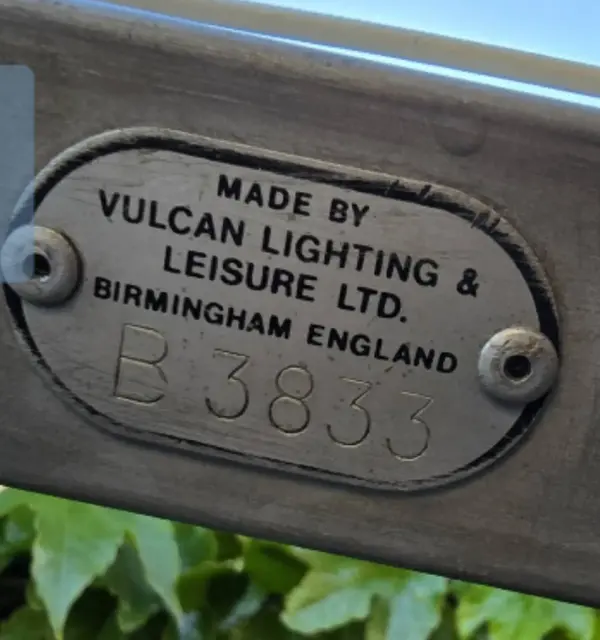 MADE BY
VULCAN LIGHTING &
LEISURE LTD.
BIRMINGHAM ENGLAND
B 3833